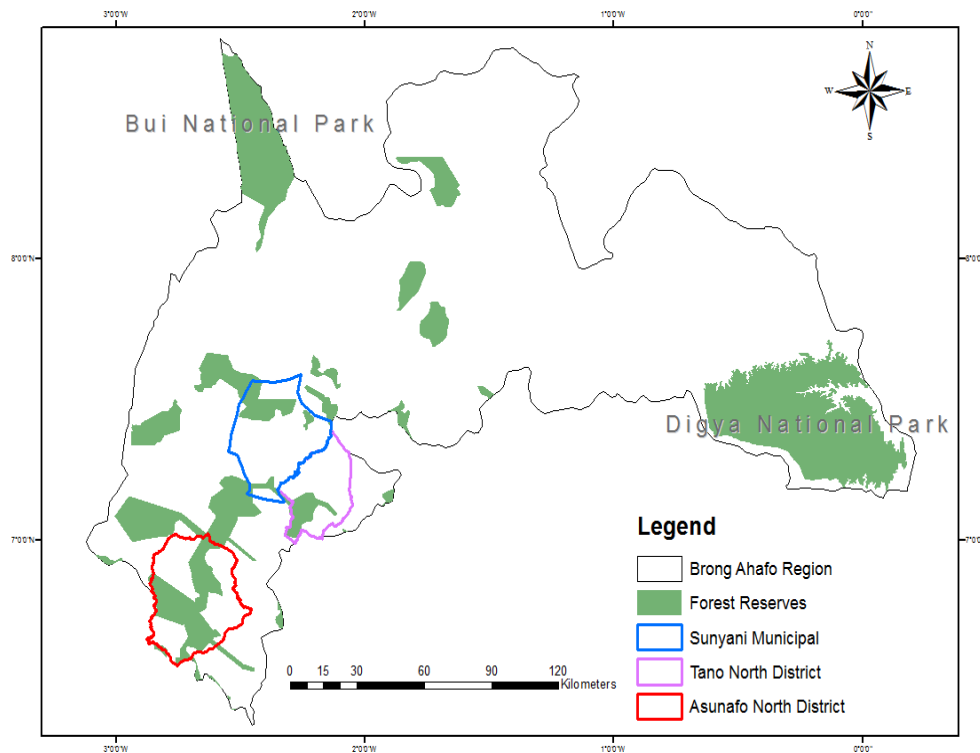 3°0'0"W 2°0'0"W 1°0'0"W 0°0'0"
N
W E
S
Bui National Park
8°0'0"N 8°0'0"N
Digya National Park
7°0'0"N 7°0'0"N
Legend
Brong Ahafo Region
Forest Reserves
Sunyani Municipal
Tano North District
Asunafo North District
0 15 30 60 90 120
Kilometers
3°0'0"W 2°0'0"W 1°0'0"W 0°0'0"